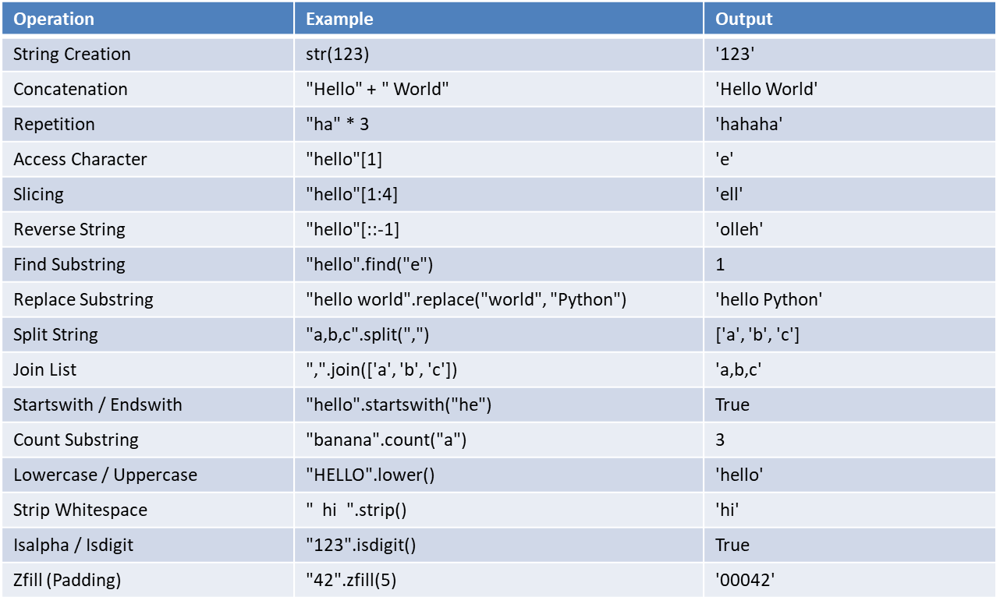 Operation Example Output
String Creation str(123) '123'
Concatenation "Hello" + " World" 'Hello World'
Repetition "ha" * 3 'hahaha'
Access Character "hello"[1] 'e'
Slicing "hello"[1:4] 'ell'
Reverse String "hello"[::-1] 'olleh'
Find Substring "hello".find("e") 1
Replace Substring "hello world".replace("world", "Python") 'hello Python'
Split String "a,b,c".split(",") ['a', 'b', 'c']
Join List ",".join(['a', 'b', 'c']) 'a,b,c'
Startswith / Endswith "hello".startswith("he") True
Count Substring "banana".count("a") 3
Lowercase / Uppercase "HELLO".lower() 'hello'
Strip Whitespace "  hi  ".strip() 'hi'
Isalpha / Isdigit "123".isdigit() True
Zfill (Padding) "42".zfill(5) '00042'